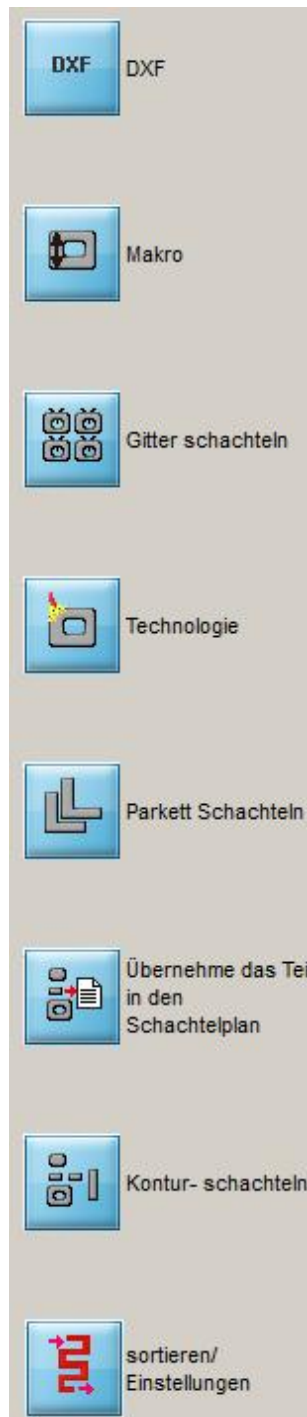 DXF
DXF
Makro
Gitter schachteln
Technologie
Parkett Schachteln
Übernehme das Tei
in den
Schachtelplan
Kontur- schachteln
sortieren/
Einstellungen